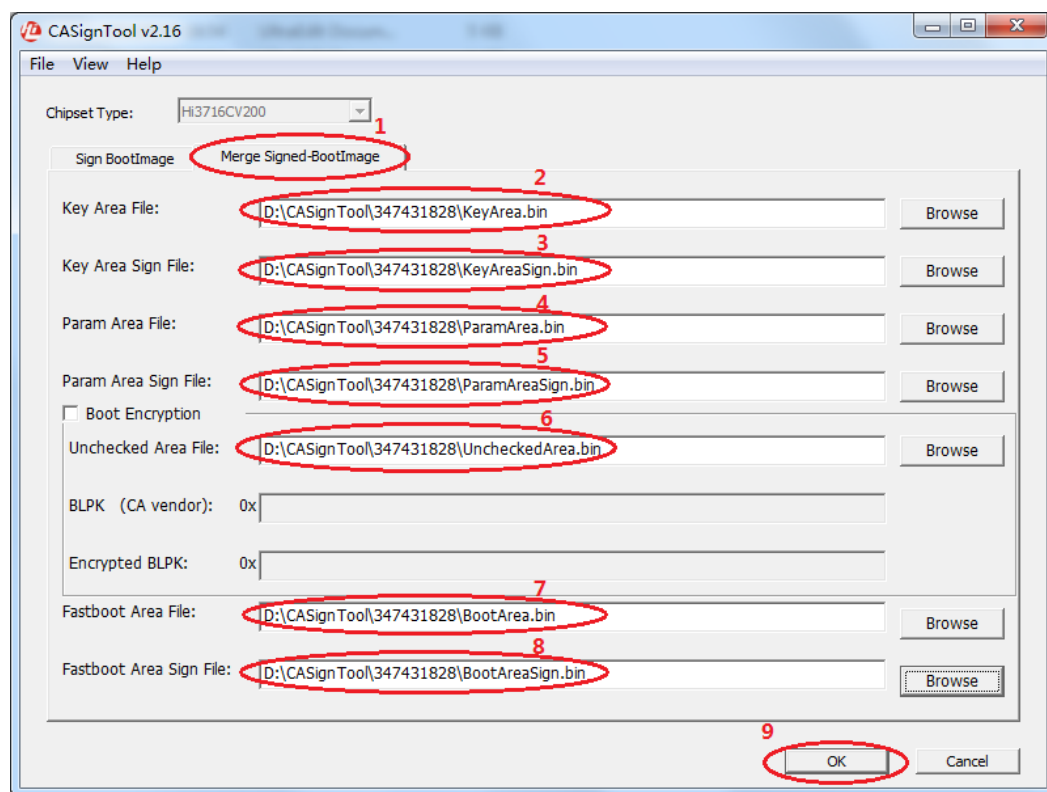 CASignTool v2.16
File View Help
Chipset Type: Hi3716CV200
1
Sign BootImage Merge Signed-BootImage
2
Key Area File: D:\CASignTool\347431828\KeyArea.bin Browse
3
Key Area Sign File: D:\CASignTool\347431828\KeyAreaSign.bin Browse
4
Param Area File: D:\CASignTool\347431828\ParamArea.bin Browse
5
Param Area Sign File: D:\CASignTool\347431828\ParamAreaSign.bin Browse
Boot Encryption
6
Unchecked Area File: D:\CASignTool\347431828\UncheckedArea.bin Browse
BLPK (CA vendor): 0x
Encrypted BLPK: 0x
7
Fastboot Area File: D:\CASignTool\347431828\BootArea.bin Browse
8
Fastboot Area Sign File: D:\CASignTool\347431828\BootAreaSign.bin Browse
9
OK Cancel